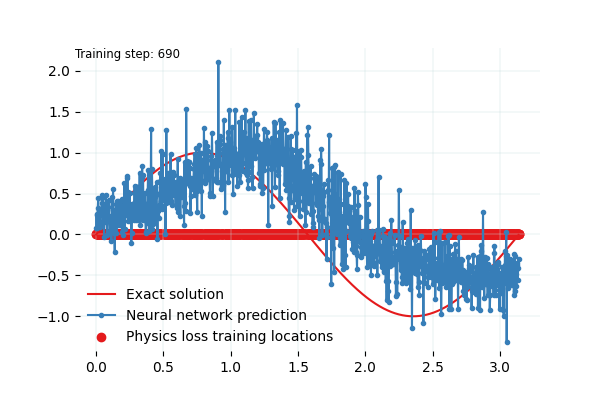 Training step: 690
2.0
1.5
1.0
0.5
0.0
−0.5
−1.0
Exact solution
Neural network prediction
Physics loss training locations
0.0 0.5 1.0 1.5 2.0 2.5 3.0